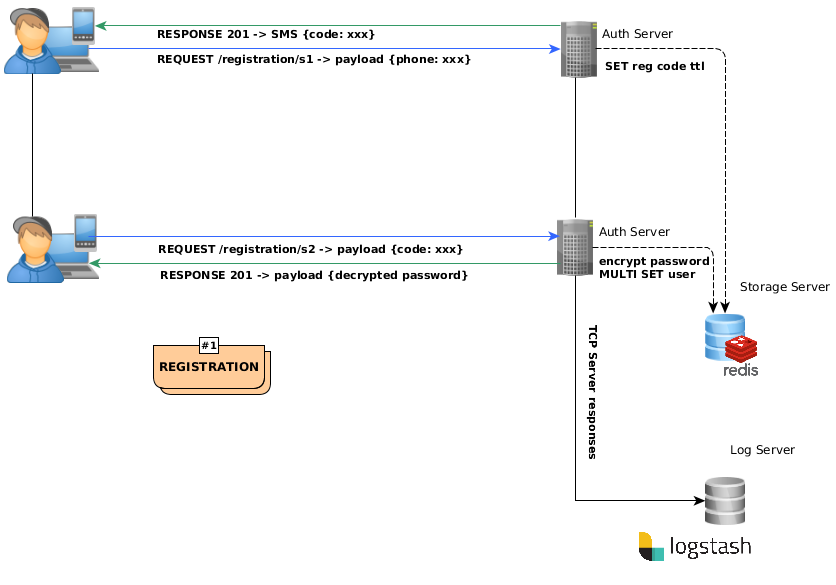 RESPONSE 201 -> SMS {code: xxx}
Auth Server
REQUEST /registration/s1 -> payload {phone: xxx}
SET reg code ttl
Auth Server
REQUEST /registration/s2 -> payload {code: xxx}
encrypt password
MULTI SET user
RESPONSE 201 -> payload {decrypted password}
Storage Server
redis
#1
REGISTRATION
TCP Server responses
Log Server
logstash